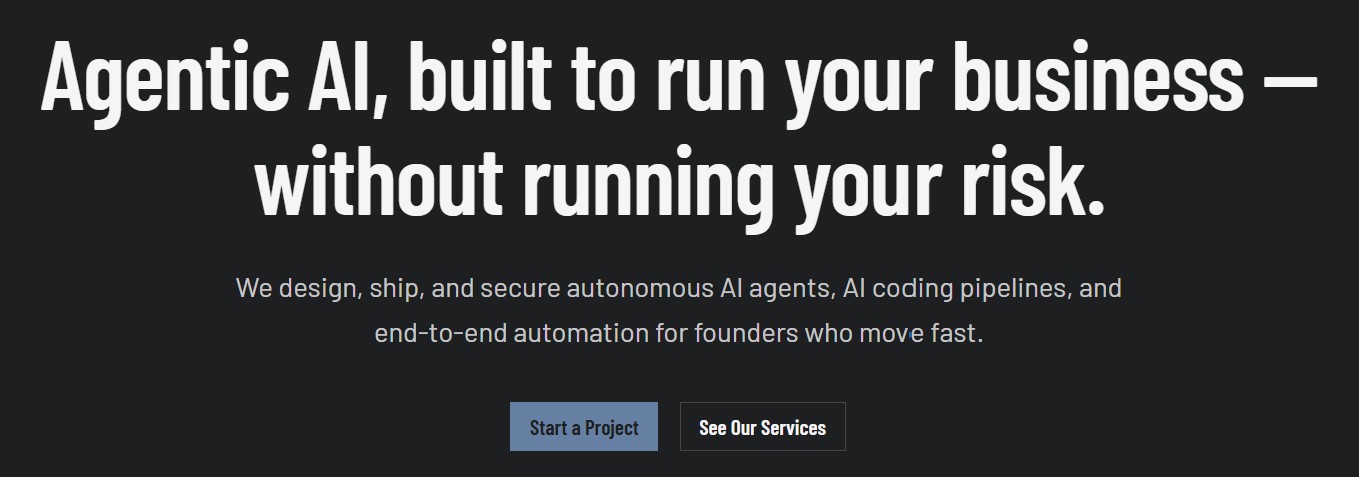 Agentic AI, built to run your business —
without running your risk.
We design, ship, and secure autonomous AI agents, AI coding pipelines, and
end-to-end automation for founders who move fast.
Start a Project
See Our Services